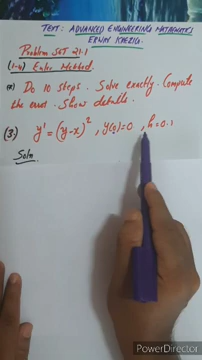 TEXT: ADVANCED ENGINEERING MATHEMATICS
ERWIN KREYZIG.
Problem SET 21.1
(1-4) Euler Method
(*) Do 10 steps. Solve exactly. Compute
the error. Show details.
(3.) y' = (y-x)², y(0)=0, h=0.1
Soln
PowerDirector